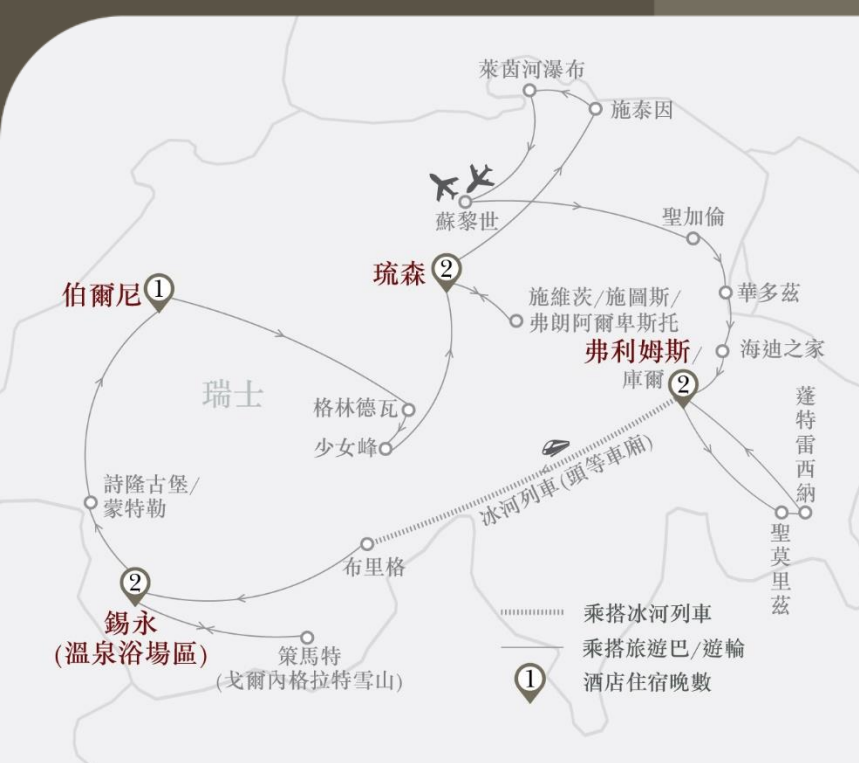 萊茵河瀑布
施泰因
蘇黎世
聖加倫
琉森
2
伯爾尼
1
施維茨/施圖斯/
弗朗阿爾卑斯托
華多茲
弗利姆斯/
庫爾
2
海迪之家
瑞士
格林德瓦
少女峰
蓬特雷西納
冰河列車(頭等車廂)
詩隆古堡/
蒙特勒
聖莫里茲
布里格
2
錫永
(溫泉浴場區)
策馬特
(戈爾內格拉特雪山)
乘搭冰河列車
乘搭旅遊巴/遊輪
1
酒店住宿晚數